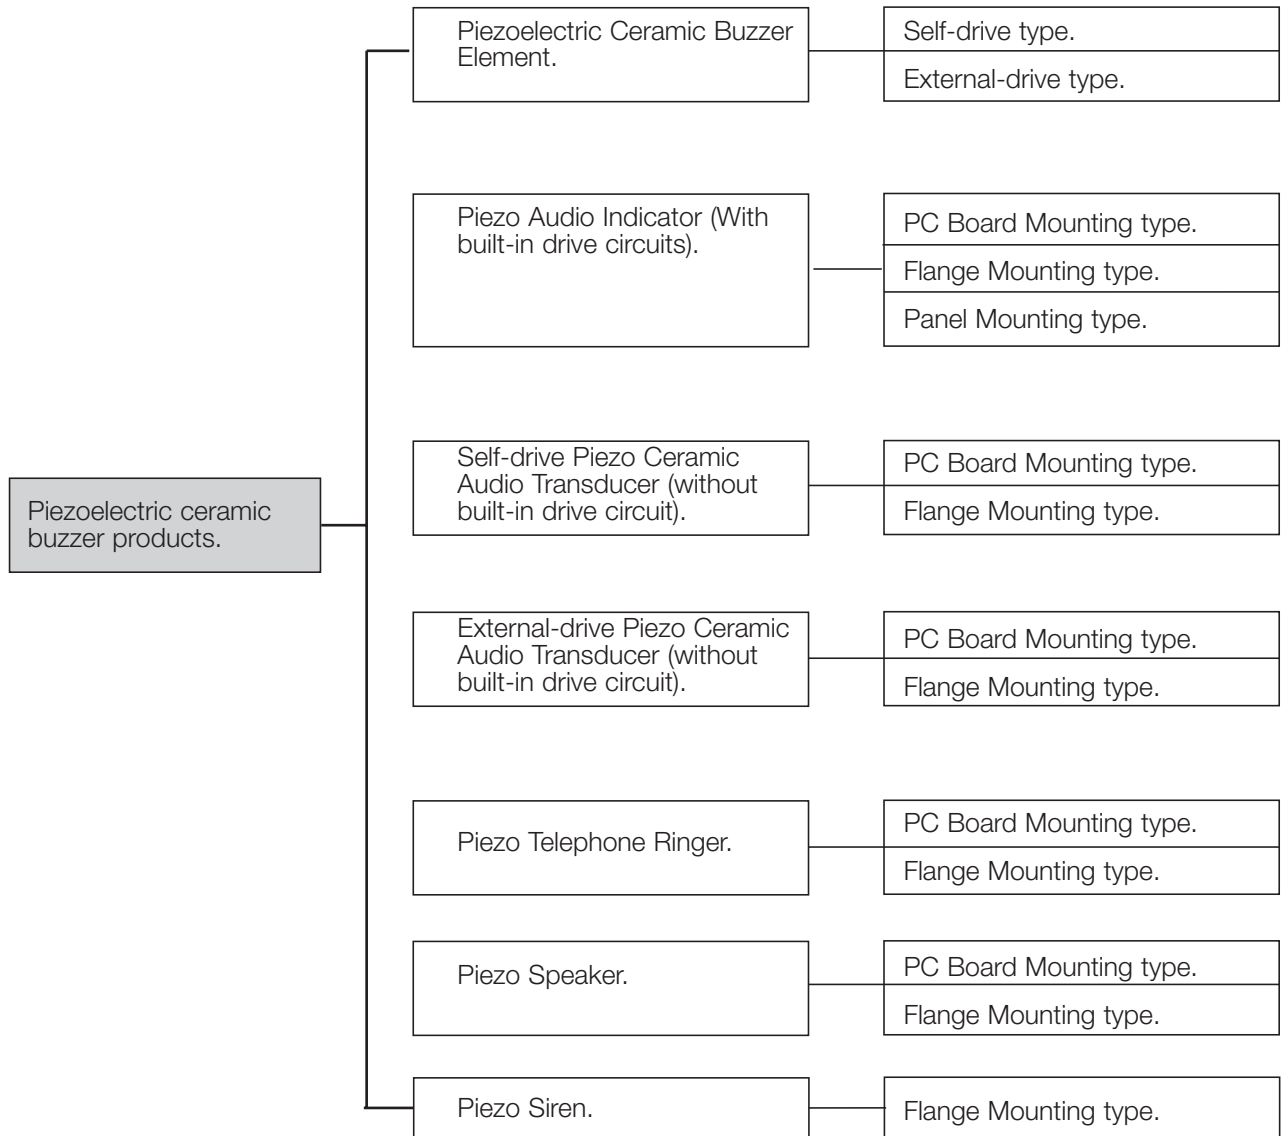 Piezoelectric ceramic
buzzer products.
Piezoelectric Ceramic Buzzer
Element.
Self-drive type.
External-drive type.
Piezo Audio Indicator (With
built-in drive circuits).
PC Board Mounting type.
Flange Mounting type.
Panel Mounting type.
Self-drive Piezo Ceramic
Audio Transducer (without
built-in drive circuit).
PC Board Mounting type.
Flange Mounting type.
External-drive Piezo Ceramic
Audio Transducer (without
built-in drive circuit).
PC Board Mounting type.
Flange Mounting type.
Piezo Telephone Ringer.
PC Board Mounting type.
Flange Mounting type.
Piezo Speaker.
PC Board Mounting type.
Flange Mounting type.
Piezo Siren.
Flange Mounting type.